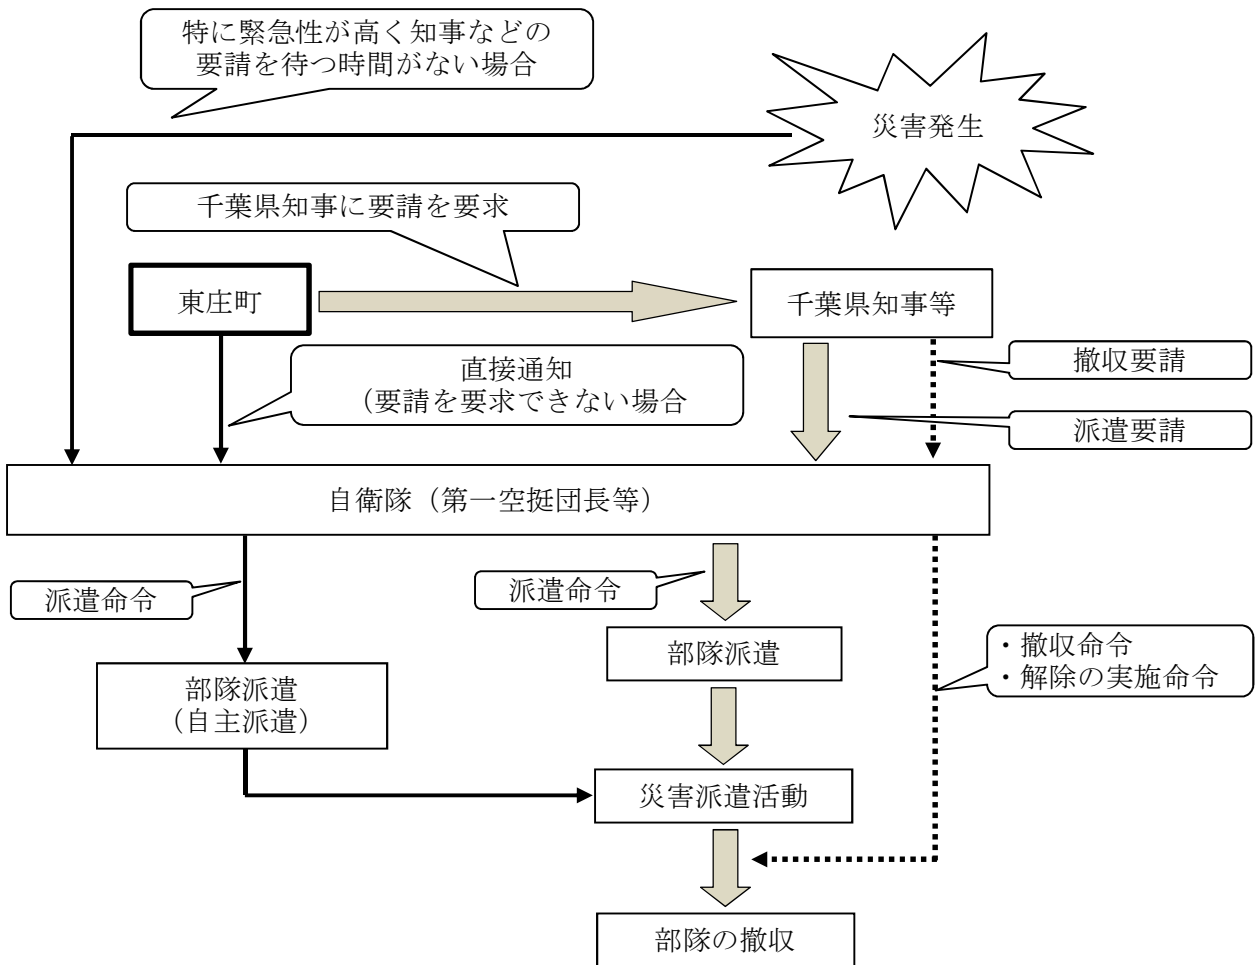 特に緊急性が高く知事などの
要請を待つ時間がない場合
災害発生
千葉県知事に要請を要求
東庄町
千葉県知事等
直接通知
（要請を要求できない場合
撤収要請
派遣要請
自衛隊（第一空挺団長等）
派遣命令
派遣命令
部隊派遣
・撤収命令
・解除の実施命令
部隊派遣
（自主派遣）
災害派遣活動
部隊の撤収